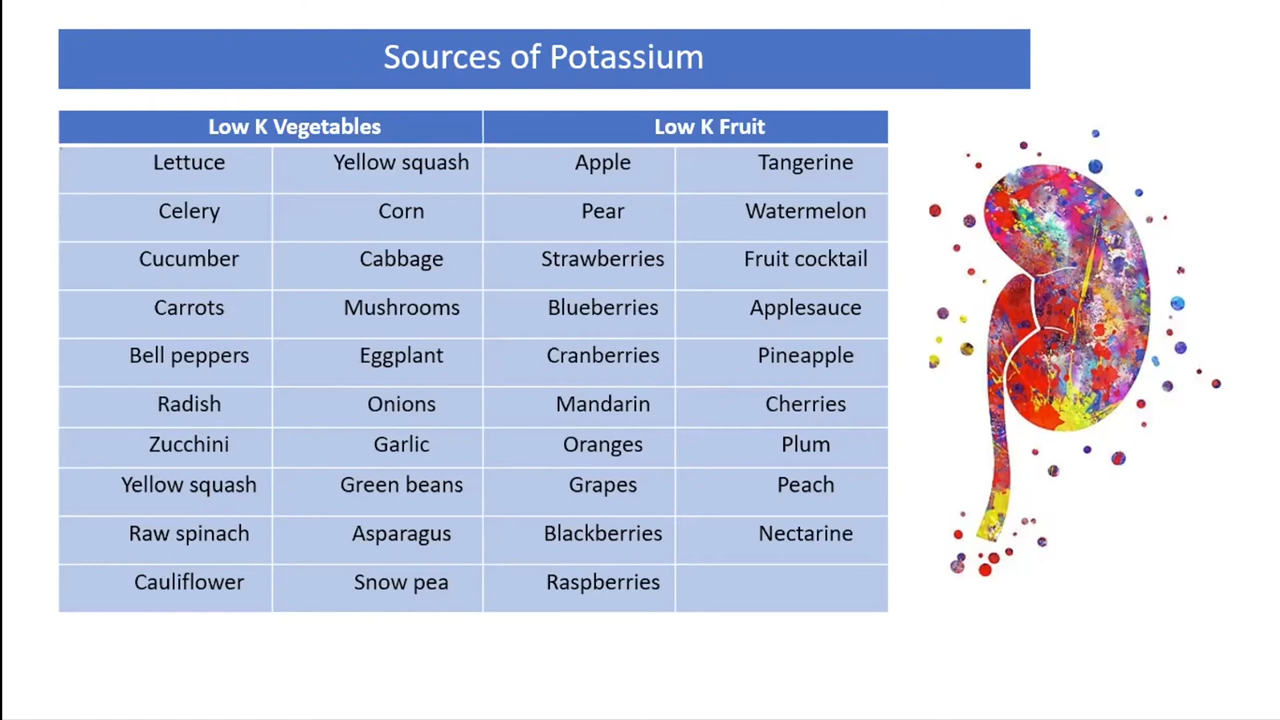 Sources of Potassium
Low K Vegetables Low K Fruit
Lettuce Yellow squash Apple Tangerine
Celery Corn Pear Watermelon
Cucumber Cabbage Strawberries Fruit cocktail
Carrots Mushrooms Blueberries Applesauce
Bell peppers Eggplant Cranberries Pineapple
Radish Onions Mandarin Cherries
Zucchini Garlic Oranges Plum
Yellow squash Green beans Grapes Peach
Raw spinach Asparagus Blackberries Nectarine
Cauliflower Snow pea Raspberries